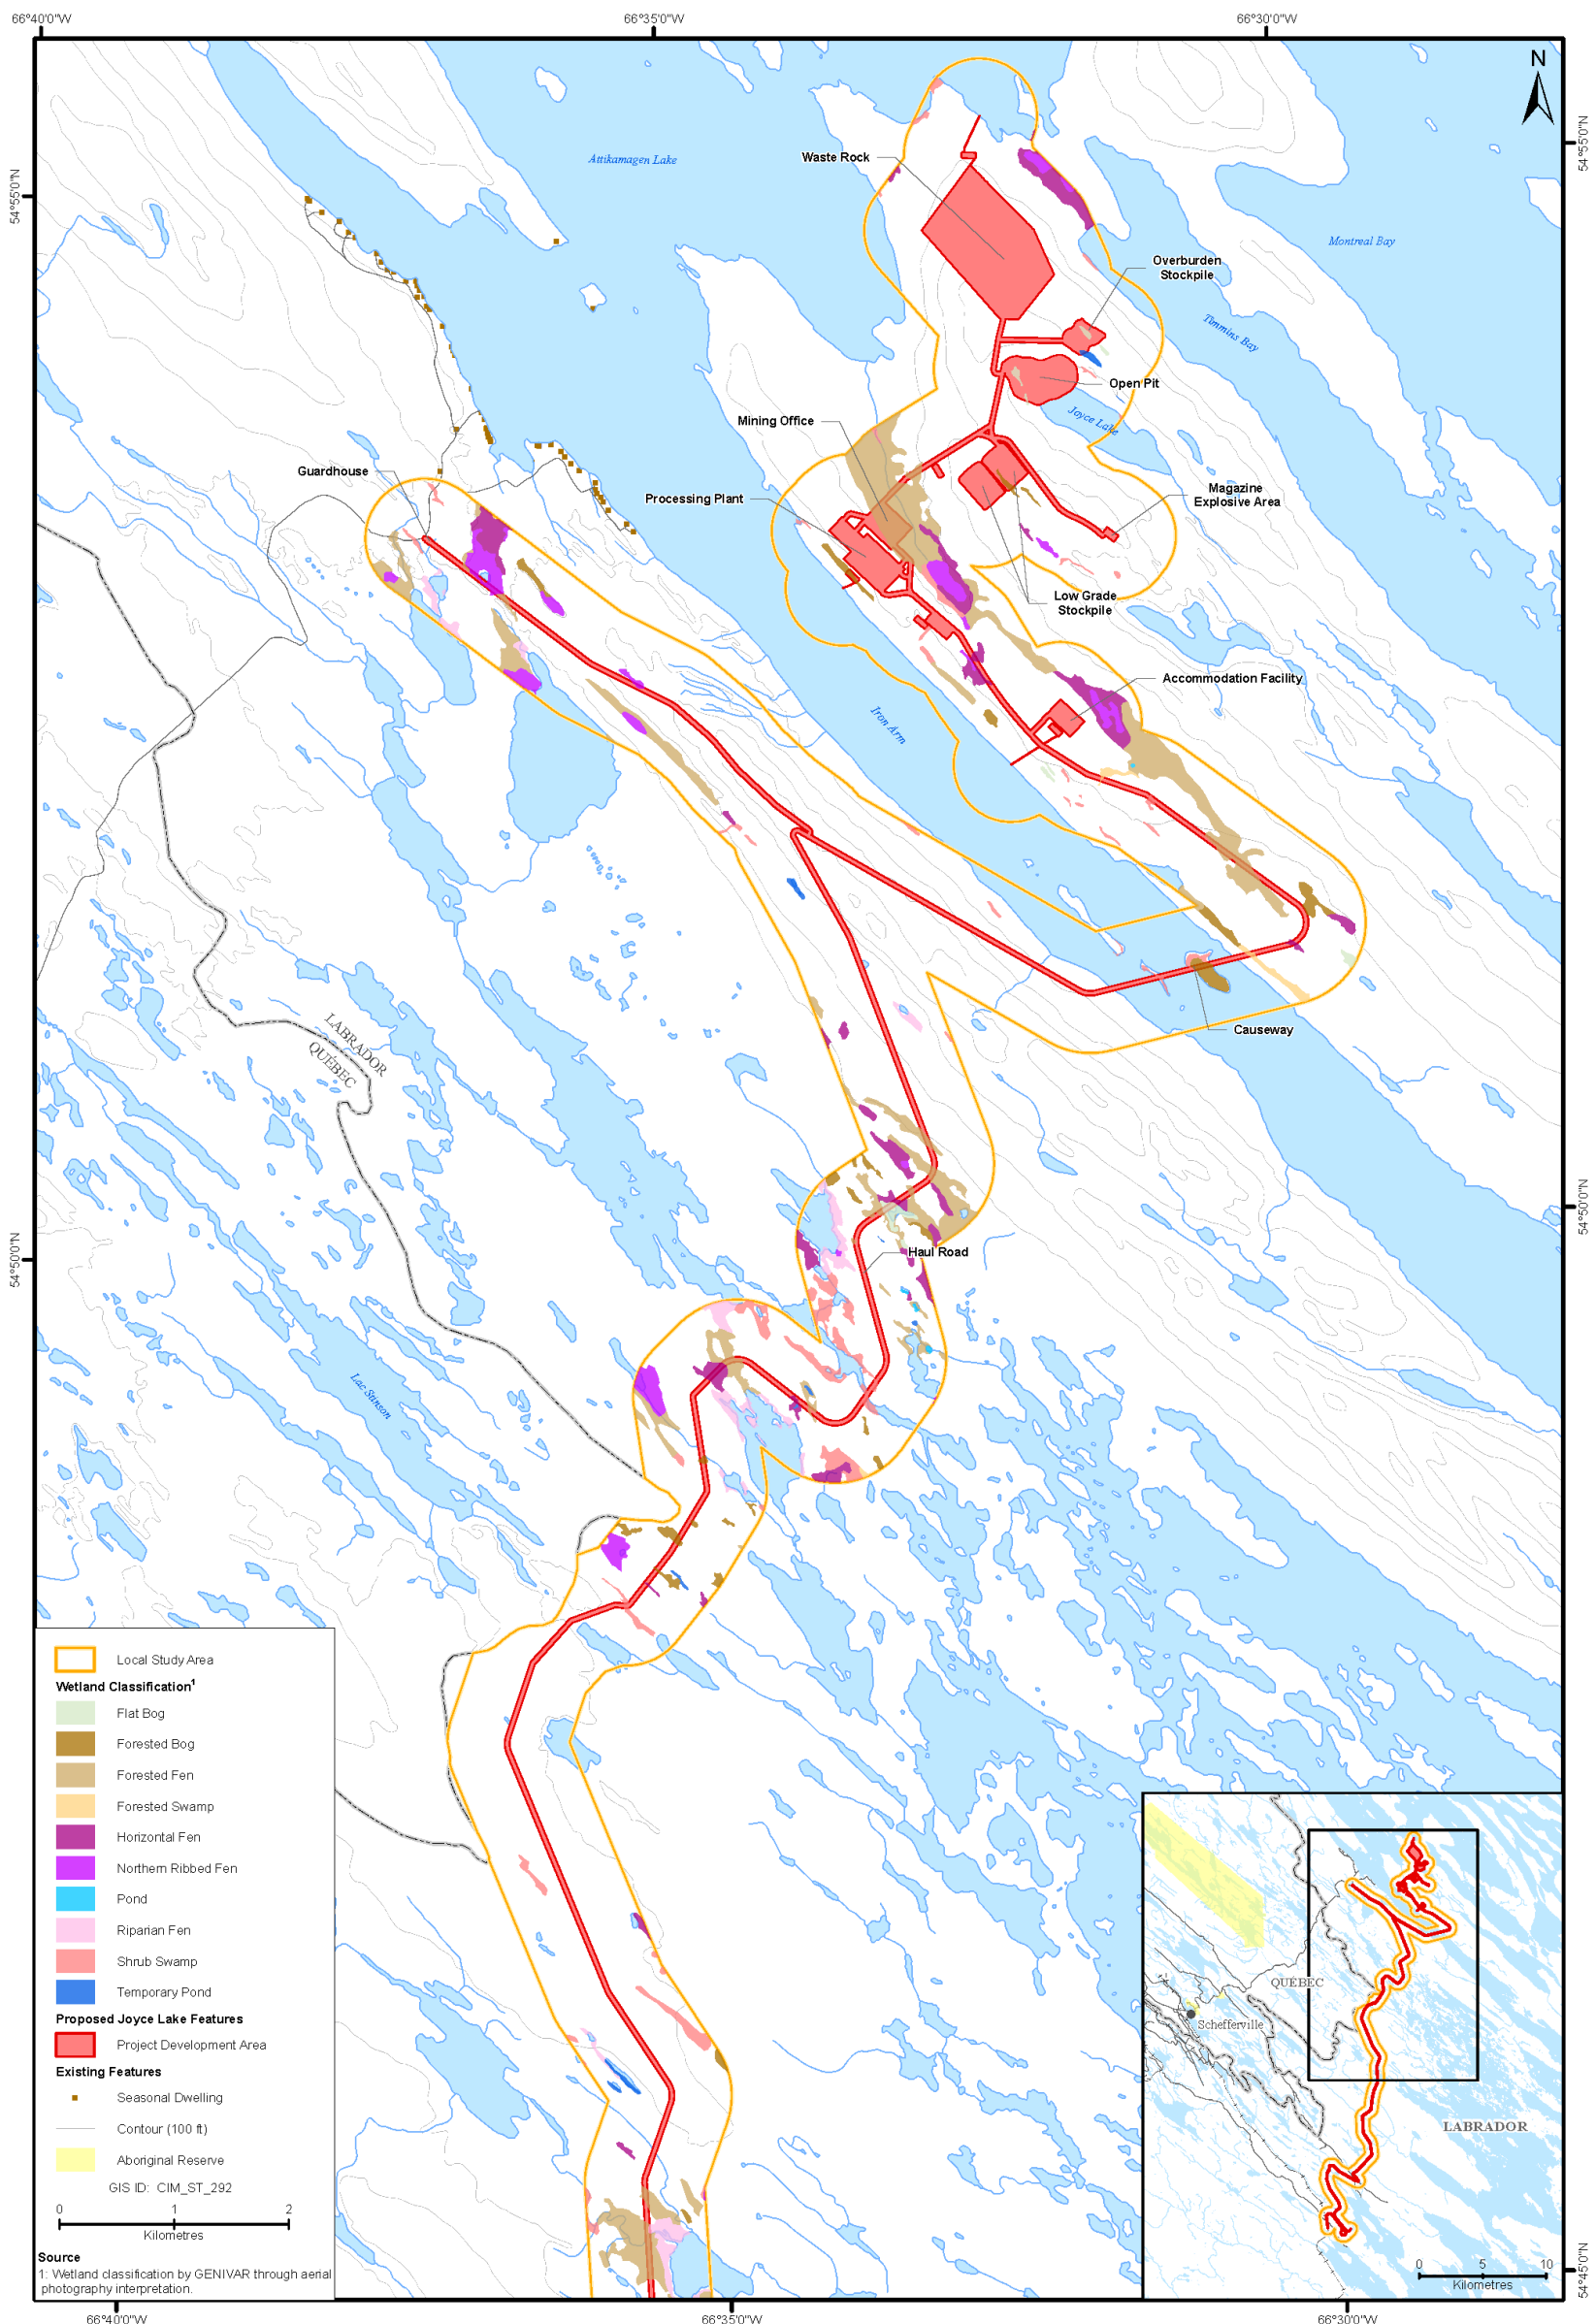 66°40'0"W
66°35'0"W
66°30'0"W
N
54°55'0"N
54°55'0"N
Attikamagen Lake
Waste Rock
Montreal Bay
Overburden
Stockpile
Timmins Bay
Open Pit
Joyce Lake
Mining Office
Guardhouse
Processing Plant
Magazine
Explosive Area
Low Grade
Stockpile
Accommodation Facility
Iron Arm
Causeway
LABRADOR
QUÉBEC
54°50'0"N
54°50'0"N
Haul Road
Lac Stinson
Local Study Area
Wetland Classification1
Flat Bog
Forested Bog
Forested Fen
Forested Swamp
Horizontal Fen
Northern Ribbed Fen
Pond
Riparian Fen
Shrub Swamp
Temporary Pond
Proposed Joyce Lake Features
Project Development Area
Existing Features
Seasonal Dwelling
Contour (100 ft)
Aboriginal Reserve
GIS ID: CIM_ST_292
0 1 2
Kilometres
Source
1: Wetland classification by GENIVAR through aerial
photography interpretation.
QUÉBEC
Schefferville
LABRADOR
0 5 10
Kilometres
54°45'0"N
66°40'0"W
66°35'0"W
66°30'0"W